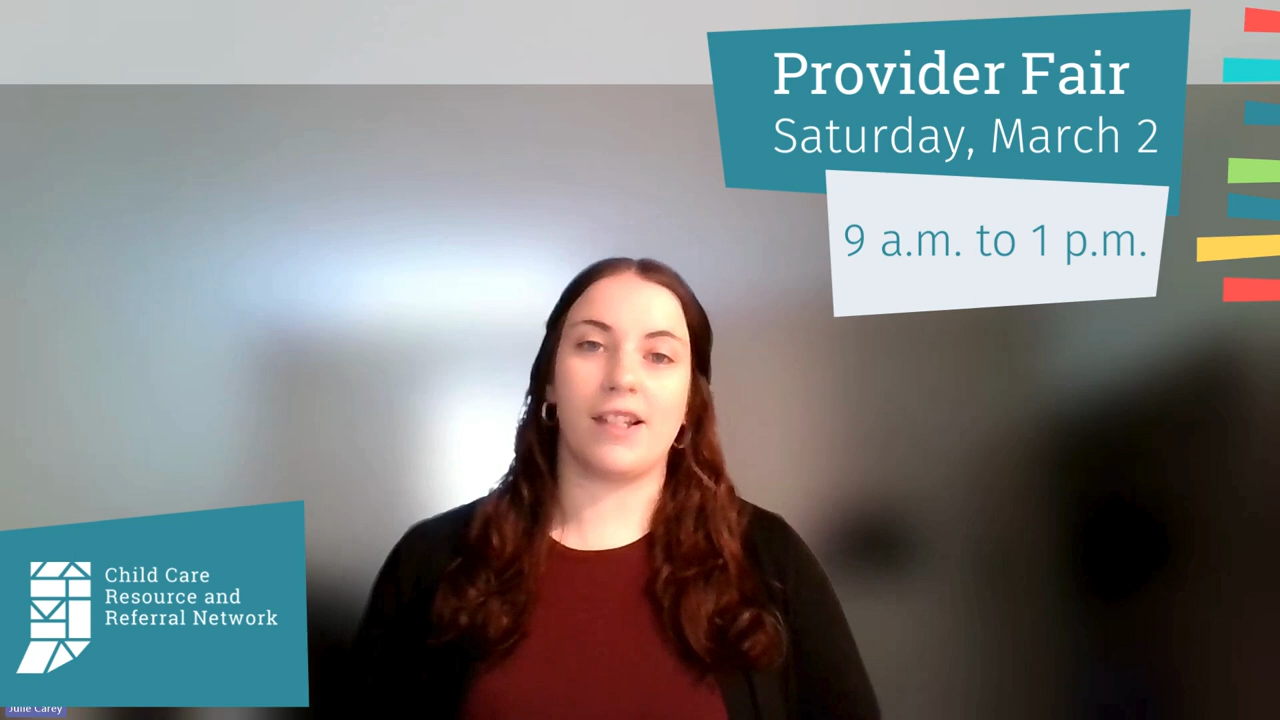 Provider Fair
Saturday, March 2
9 a.m. to 1 p.m.
Child Care
Resource and
Referral Network
Julie Carey